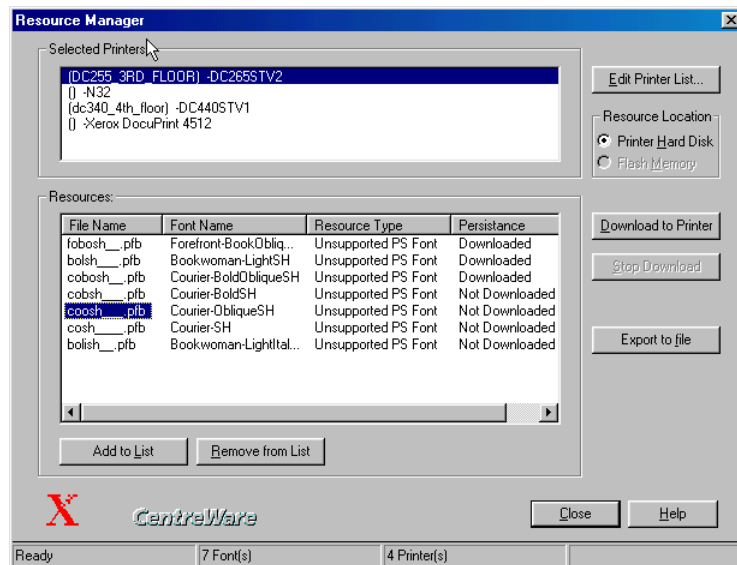 Resource Manager
Selected Printers
(DC255_3RD_FLOOR) -DC265STV2
() -N32
(dc340_4th_floor) -DC440STV1
() -Xerox DocuPrint 4512
Edit Printer List...
Resource Location
Printer Hard Disk
Flash Memory
Resources:
File Name Font Name Resource Type Persistance
fobosh__.pfb Forefront-BookObliq... Unsupported PS Font Downloaded
bolsh___.pfb Bookwoman-LightSH Unsupported PS Font Downloaded
cobosh__.pfb Courier-BoldObliqueSH Unsupported PS Font Downloaded
cobsh___.pfb Courier-BoldSH Unsupported PS Font Not Downloaded
coosh___.pfb Courier-ObliqueSH Unsupported PS Font Not Downloaded
cosh____.pfb Courier-SH Unsupported PS Font Not Downloaded
bolish__.pfb Bookwoman-LightItal... Unsupported PS Font Not Downloaded
Download to Printer
Stop Download
Export to file
Add to List Remove from List
X CentreWare
Close Help
Ready 7 Font(s) 4 Printer(s)